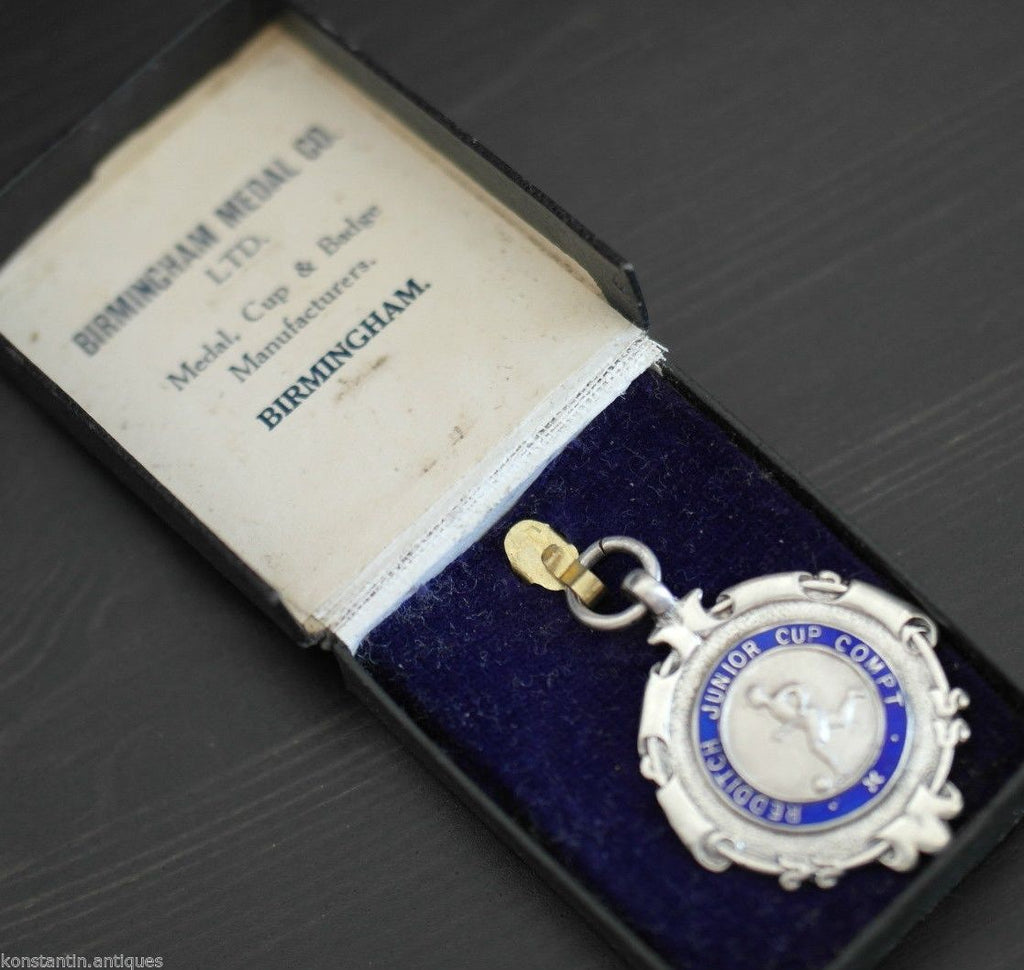 BIRMINGHAM MEDAL CO.
LTD.
Medal, Cup & Badge
Manufacturers.
BIRMINGHAM.
REDDITCH JUNIOR CUP COMPT
konstantin.antiques